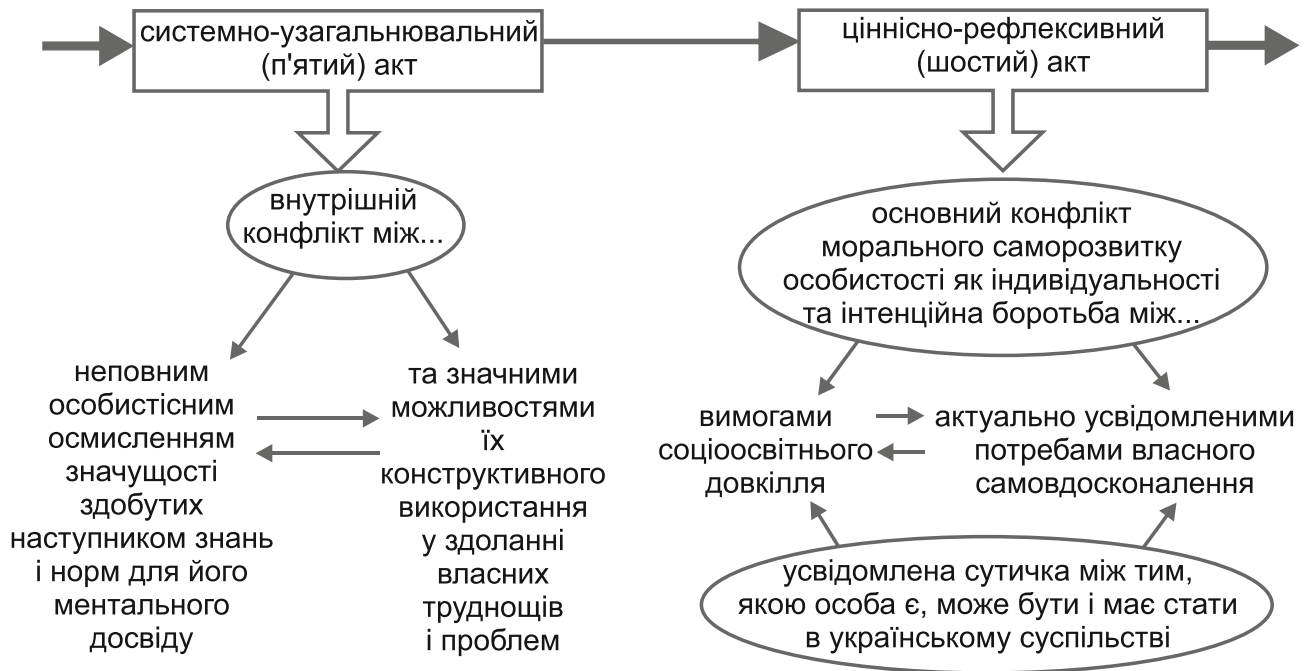 системно-узагальнювальний
(п'ятий) акт
ціннісно-рефлексивний
(шостий) акт
внутрішній
конфлікт між...
основний конфлікт
морального саморозвитку
особистості як індивідуальності
та інтенційна боротьба між...
неповним
особистісним
осмисленням
значущості
здобутих
наступником знань
і норм для його
ментального
досвіду
та значними
можливостями
їх
конструктивного
використання
у здоланні
власних
труднощів
і проблем
вимогами
соціоосвітнього
довкілля
актуально усвідомленими
потребами власного
самовдосконалення
усвідомлена сутичка між тим,
якою особа є, може бути і має стати
в українському суспільстві